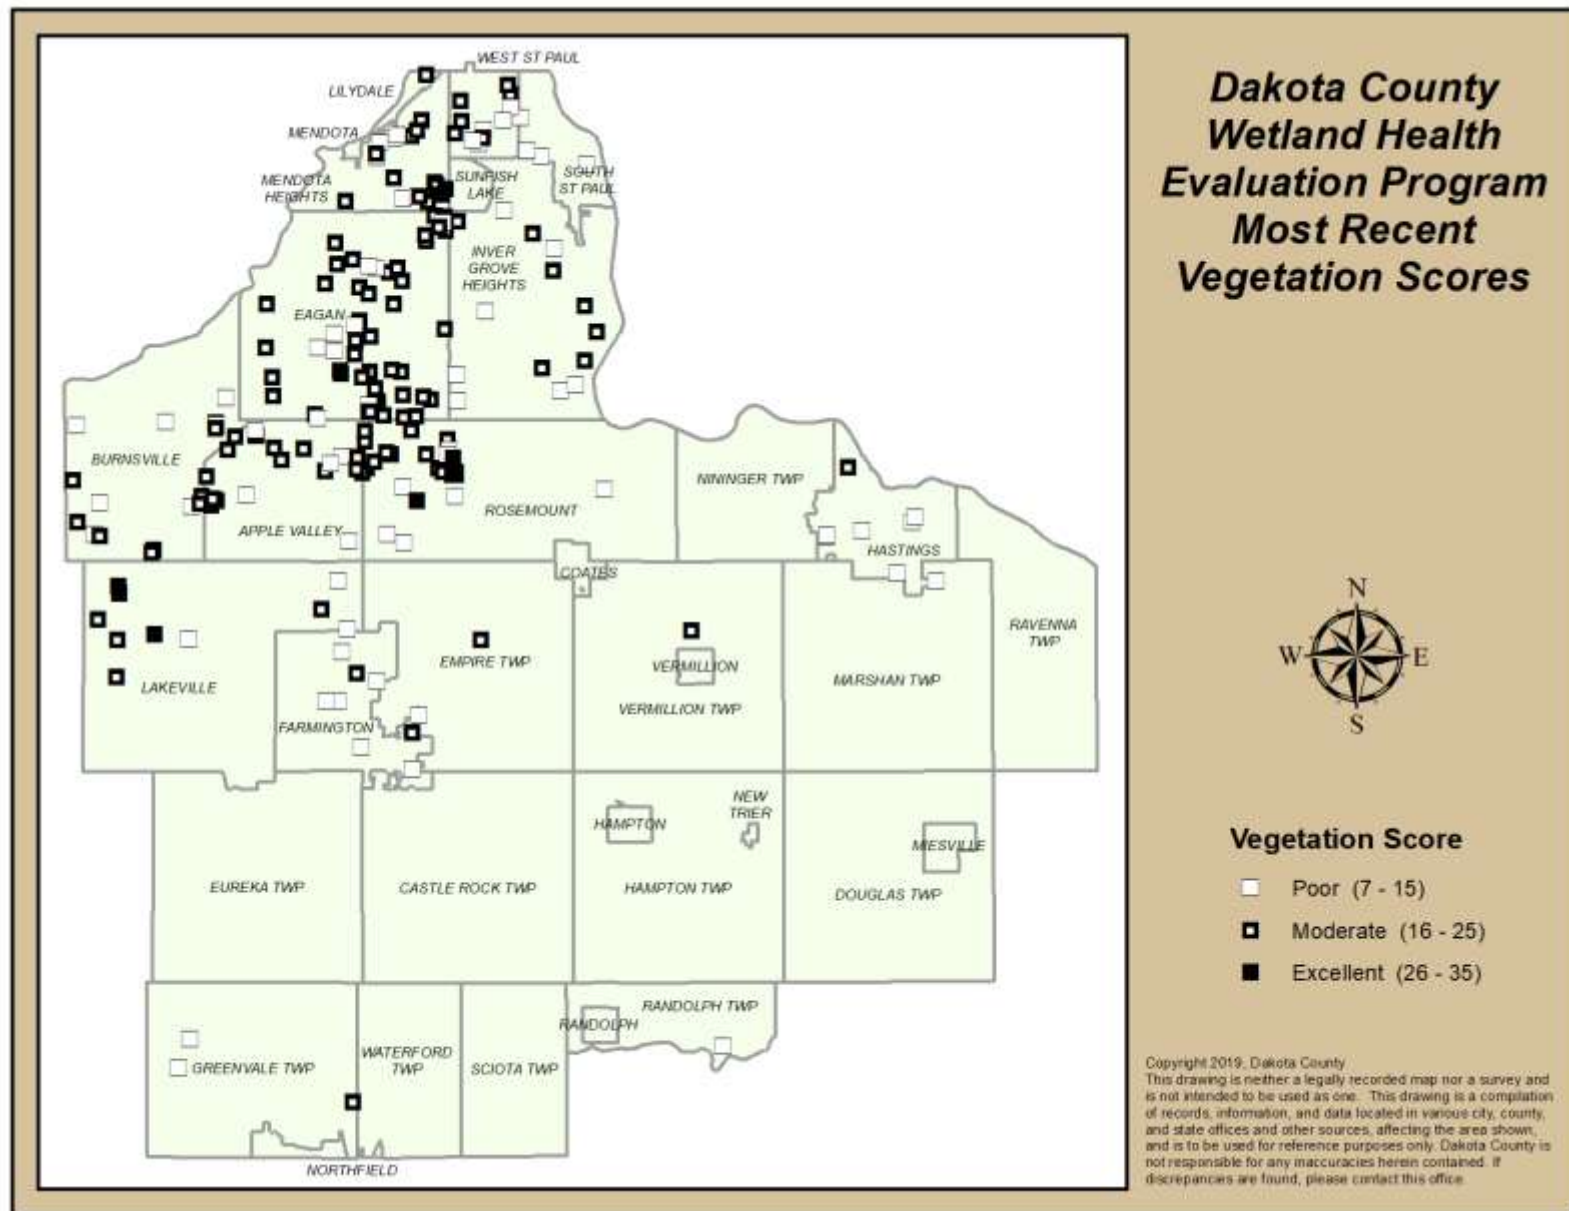 Dakota County
Wetland Health
Evaluation Program
Most Recent
Vegetation Scores
WEST ST PAUL
LILYDALE
MENDOTA
MENDOTA
HEIGHTS
SUNFISH
LAKE
SOUTH
ST PAUL
INVER
GROVE
HEIGHTS
EAGAN
BURNSVILLE
APPLE VALLEY
ROSEMOUNT
NININGER TWP
HASTINGS
COATES
RAVENNA
TWP
LAKEVILLE
EMPIRE TWP
VERMILLION
MARSHAN TWP
VERMILLION TWP
FARMINGTON
NEW
TRIER
HAMPTON
MIESVILLE
EUREKA TWP
CASTLE ROCK TWP
HAMPTON TWP
DOUGLAS TWP
RANDOLPH TWP
RANDOLPH
GREENVALE TWP
WATERFORD
TWP
SCIOTA TWP
NORTHFIELD
N
W
E
S
Vegetation Score
Poor (7 - 15)
Moderate (16 - 25)
Excellent (26 - 35)
Copyright 2019, Dakota County
This drawing is neither a legally recorded map nor a survey and
is not intended to be used as one. This drawing is a compilation
of records, information, and data located in various city, county,
and state offices and other sources, affecting the area shown,
and is to be used for reference purposes only. Dakota County is
not responsible for any inaccuracies herein contained. If
discrepancies are found, please contact this office.